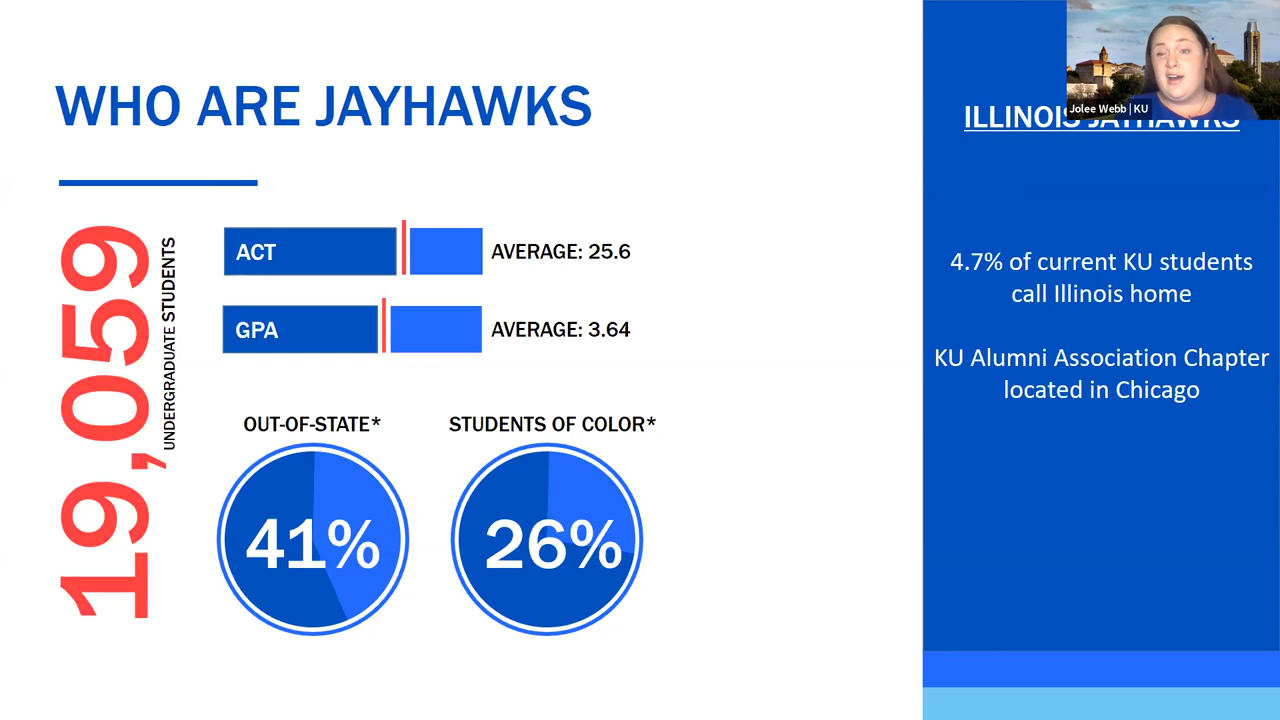 WHO ARE JAYHAWKS
19,059
UNDERGRADUATE STUDENTS
ACT
AVERAGE: 25.6
GPA
AVERAGE: 3.64
OUT-OF-STATE*
41%
STUDENTS OF COLOR*
26%
Jolee Webb | KU
ILLINOIS JAYHAWKS
4.7% of current KU students
call Illinois home
KU Alumni Association Chapter
located in Chicago